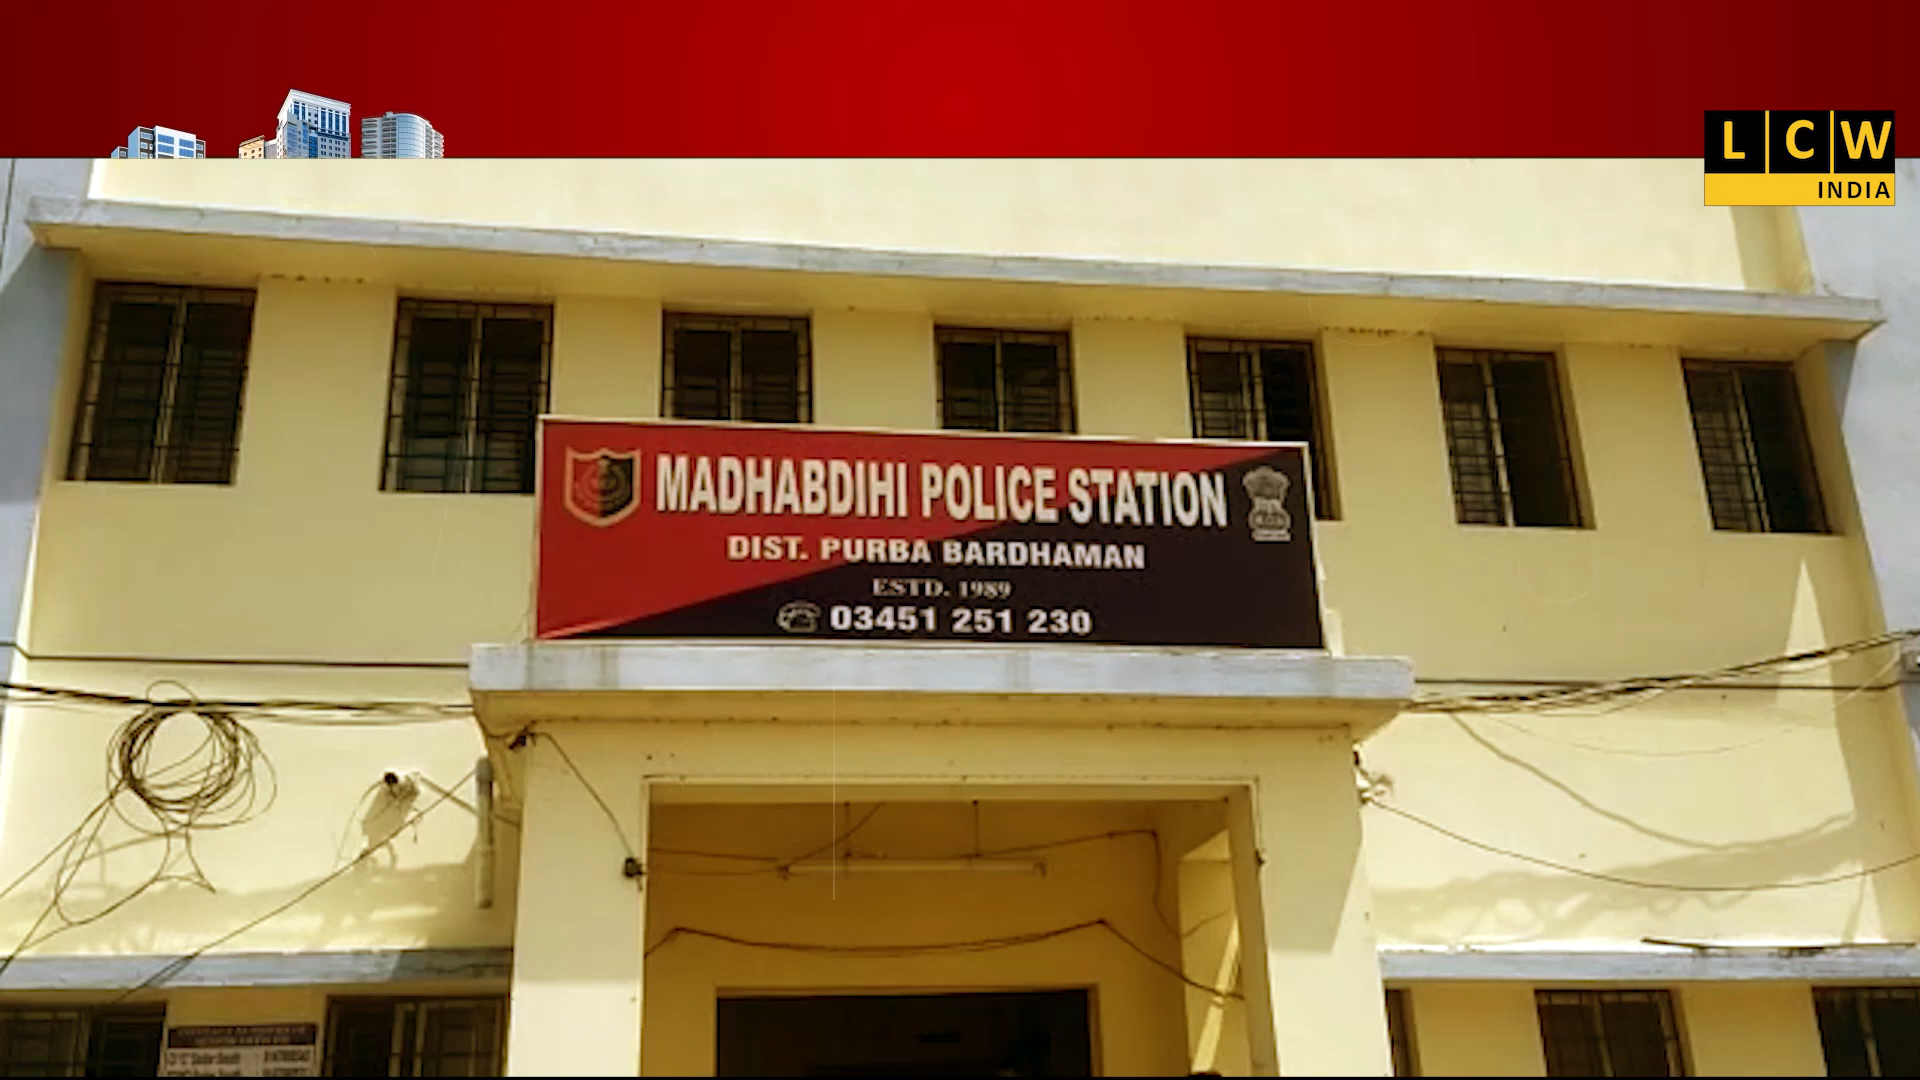 L C W
INDIA
MADHABDIHI POLICE STATION
DIST. PURBA BARDHAMAN
ESTD. 1989
03451 251 230